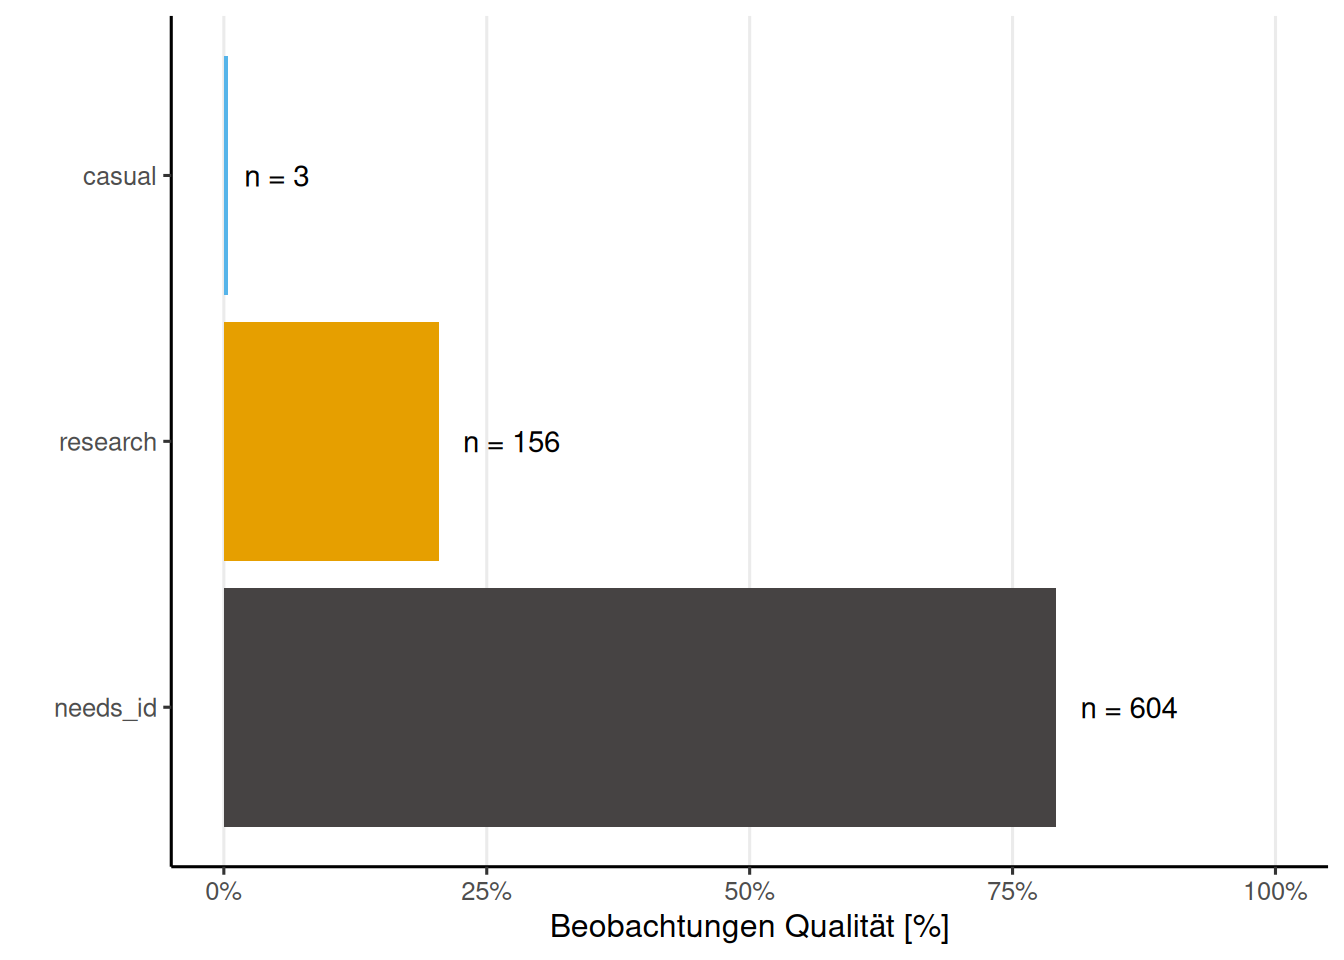 casual
n = 3
research
n = 156
needs_id
n = 604
0% 25% 50% 75% 100%
Beobachtungen Qualität [%]